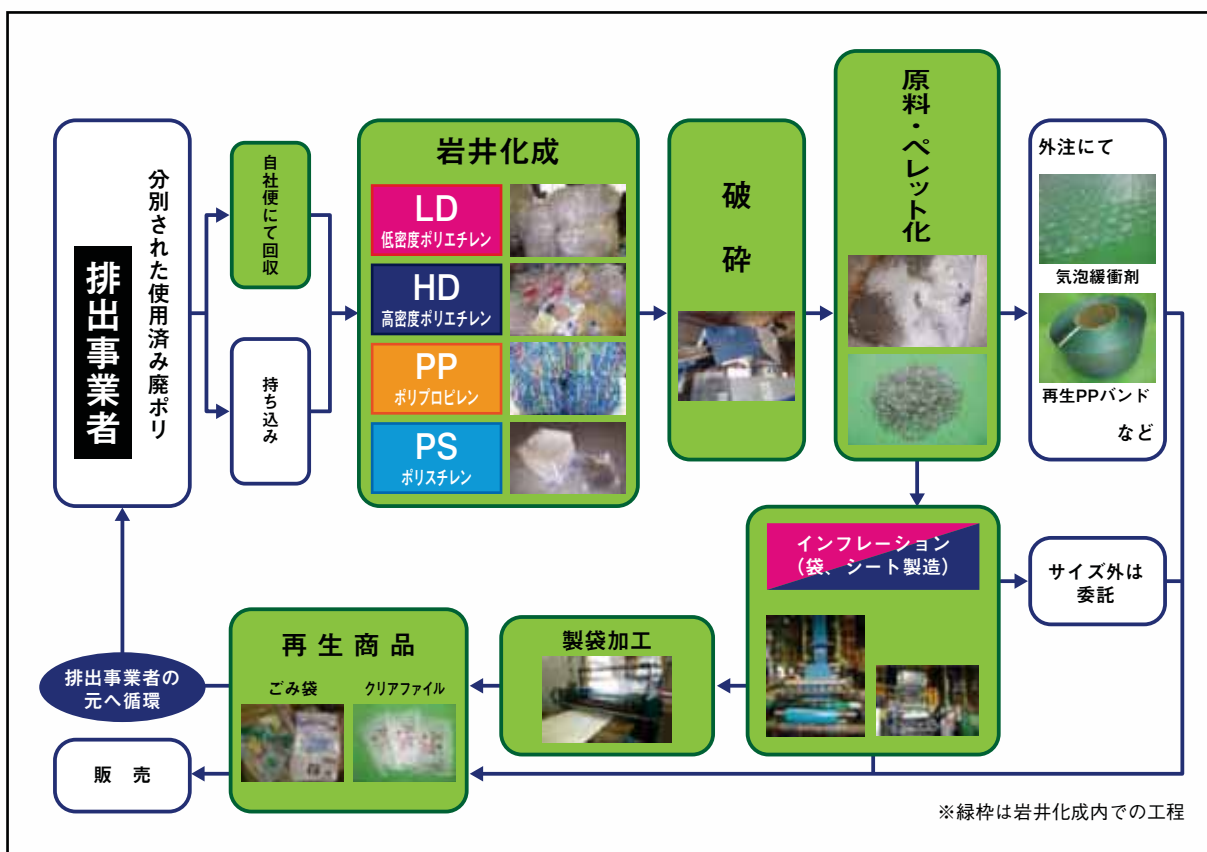 分別された使用済み廃ポリ
排出事業者
自社便にて回収
持ち込み
岩井化成
LD
低密度ポリエチレン
HD
高密度ポリエチレン
PP
ポリプロピレン
PS
ポリスチレン
破砕
原料・ペレット化
外注にて
気泡緩衝剤
再生PPバンド
など
インフレーション
(袋、シート製造)
サイズ外は
委託
製袋加工
再生商品
ごみ袋
クリアファイル
排出事業者の
元へ循環
販 売
※緑枠は岩井化成内での工程